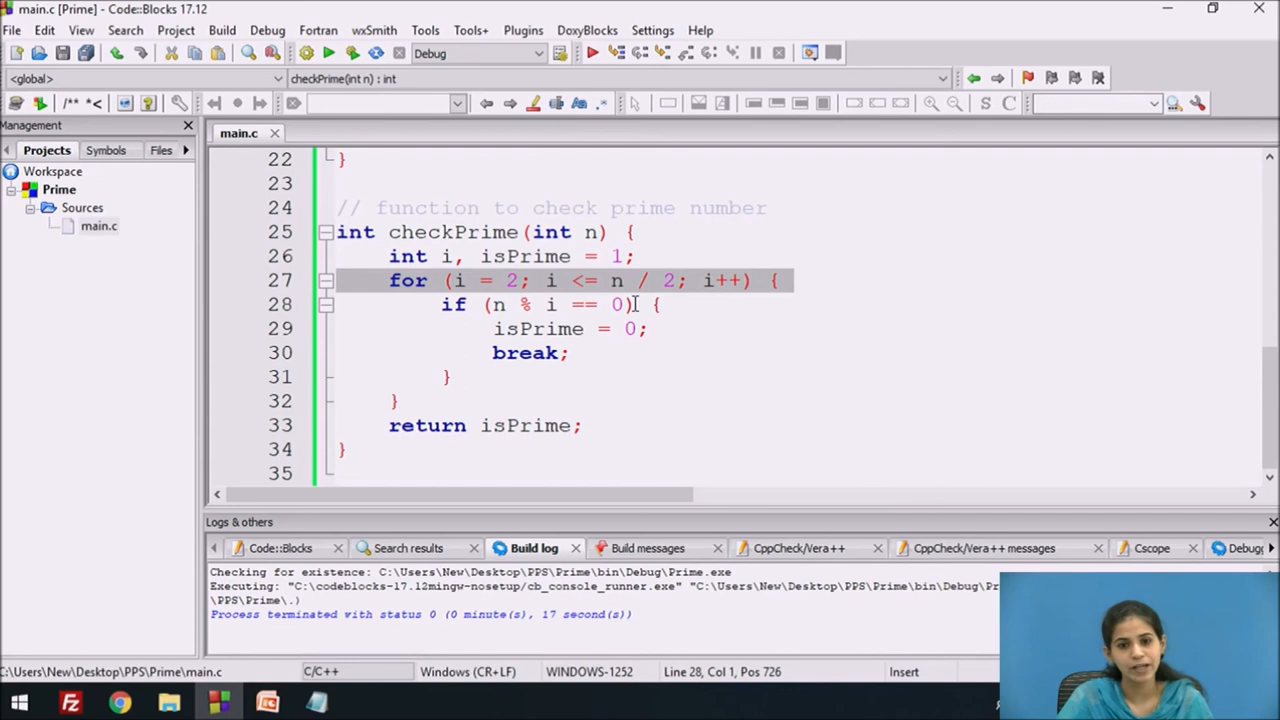 main.c [Prime] - Code::Blocks 17.12
File Edit View Search Project Build Debug Fortran wxSmith Tools Tools+ Plugins DoxyBlocks Settings Help
Debug
<global> checkPrime(int n) : int
/** *<
S C
Management
main.c
Projects Symbols Files
Workspace
Prime
Sources
main.c
22 }
23
24 // function to check prime number
25 int checkPrime(int n) {
26 int i, isPrime = 1;
27 for (i = 2; i <= n / 2; i++) {
28 if (n % i == 0) {
29 isPrime = 0;
30 break;
31 }
32 }
33 return isPrime;
34 }
35
Logs & others
Code::Blocks Search results Build log Build messages CppCheck/Vera++ CppCheck/Vera++ messages Cscope Debugg
Checking for existence: C:\Users\New\Desktop\PPS\Prime\bin\Debug\Prime.exe
Executing: "C:\codeblocks-17.12mingw-nosetup/cb_console_runner.exe" "C:\Users\New\Desktop\PPS\Prime\bin\Debug\Pri
\PPS\Prime\.)
Process terminated with status 0 (0 minute(s), 17 second(s))
C:\Users\New\Desktop\PPS\Prime\main.c C/C++ Windows (CR+LF) WINDOWS-1252 Line 28, Col 1, Pos 726 Insert